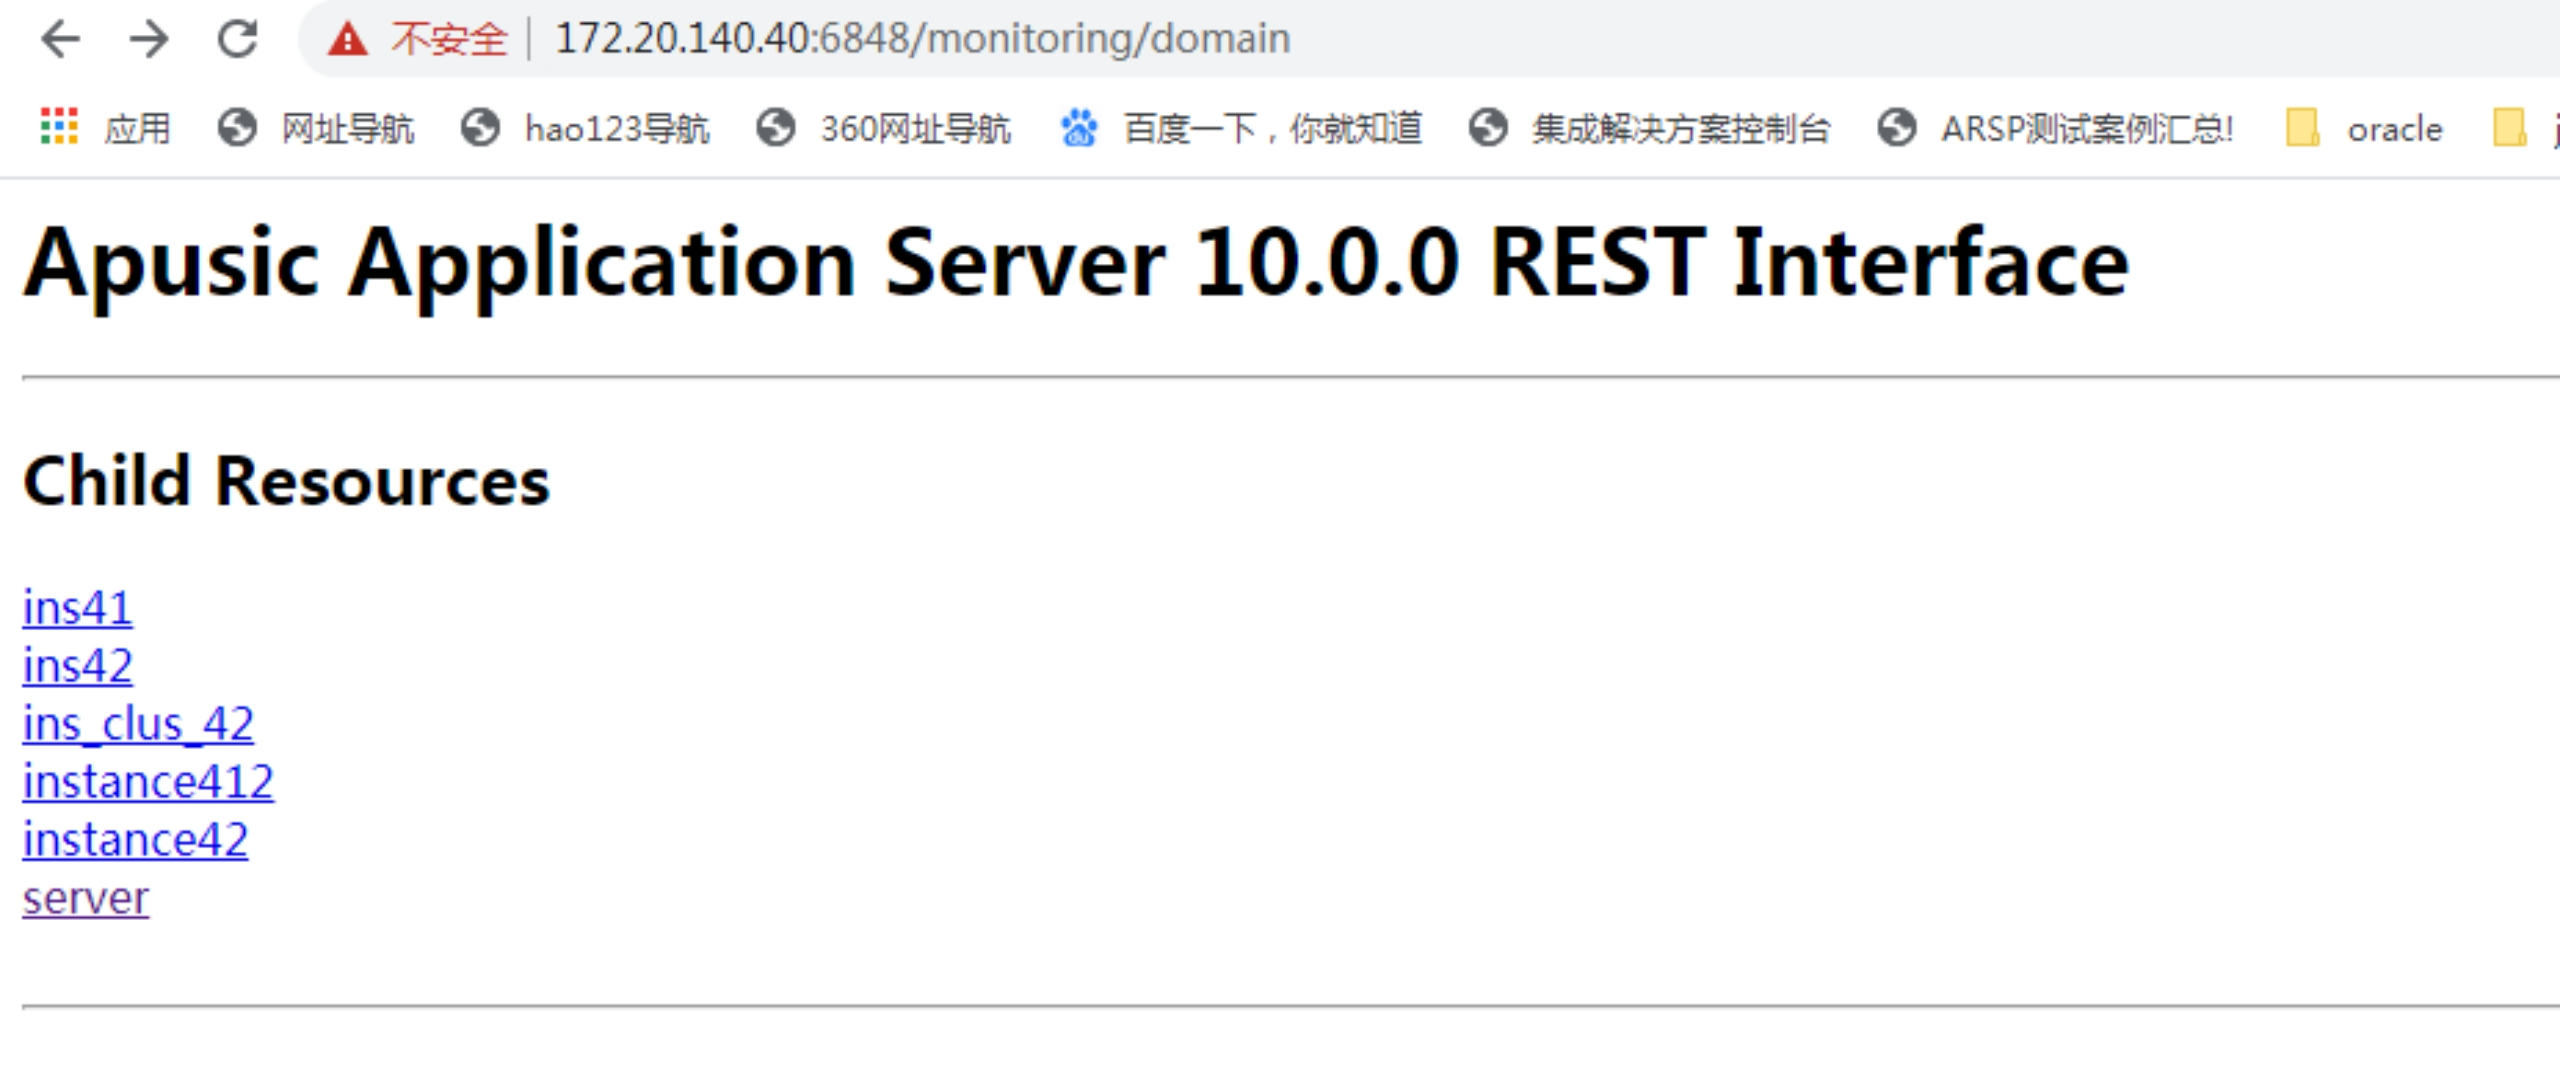 不安全 172.20.140.40:6848/monitoring/domain
应用 网址导航 hao123导航 360网址导航 百度一下，你就知道 集成解决方案控制台 ARSP测试案例汇总! oracle
Apusic Application Server 10.0.0 REST Interface
Child Resources
ins41
ins42
ins_clus_42
instance412
instance42
server